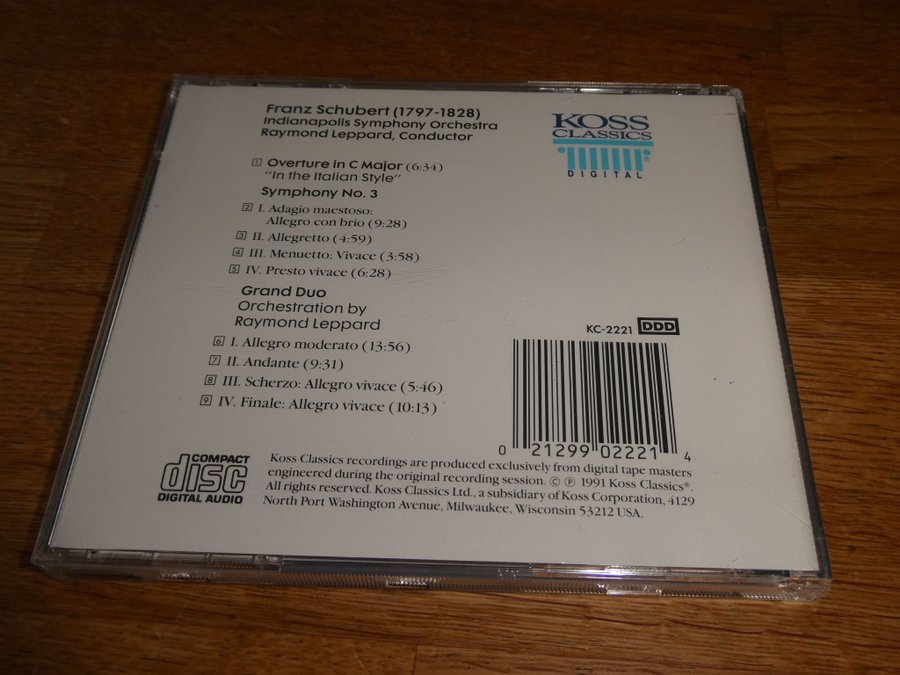 Franz Schubert (1797-1828)
Indianapolis Symphony Orchestra
Raymond Leppard, Conductor
KOSS
CLASSICS
DIGITAL
1 Overture in C Major (6:34)
"In the Italian Style"
Symphony No. 3
2 I. Adagio maestoso:
Allegro con brio (9:28)
3 II. Allegretto (4:59)
4 III. Menuetto: Vivace (3:58)
5 IV. Presto vivace (6:28)
Grand Duo
Orchestration by
Raymond Leppard
6 I. Allegro moderato (13:56)
7 II. Andante (9:31)
8 III. Scherzo: Allegro vivace (5:46)
9 IV. Finale: Allegro vivace (10:13)
KC-2221 DDD
0 21299 02221 4
COMPACT
disc
DIGITAL AUDIO
Koss Classics recordings are produced exclusively from digital tape masters
engineered during the original recording session. © ℗ 1991 Koss Classics®.
All rights reserved. Koss Classics Ltd., a subsidiary of Koss Corporation, 4129
North Port Washington Avenue, Milwaukee, Wisconsin 53212 USA.